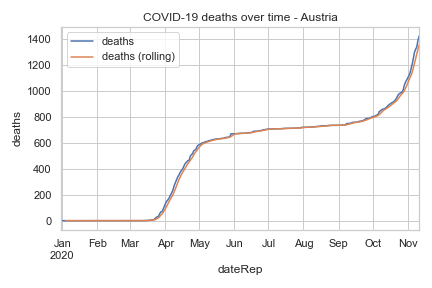 COVID-19 deaths over time - Austria
deaths
deaths (rolling)
1400
1200
1000
800
600
400
200
0
deaths
Jan Feb Mar Apr May Jun Jul Aug Sep Oct Nov
2020
dateRep